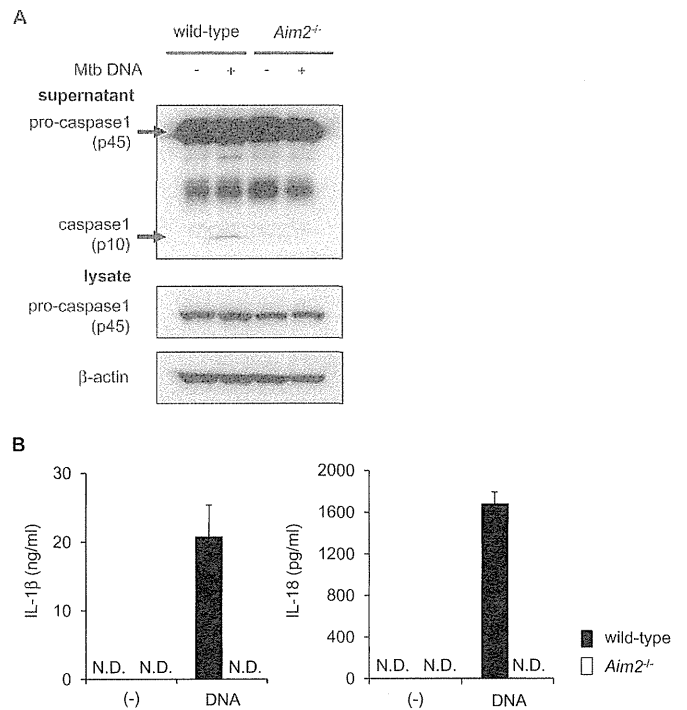 A
wild-type Aim2-/-
Mtb DNA - + - +
supernatant
pro-caspase1
(p45)
caspase1
(p10)
lysate
pro-caspase1
(p45)
β-actin
B
30
20
10
0
IL-1β (ng/ml)
N.D. N.D. N.D.
(-) DNA
2000
1600
1200
800
400
0
IL-18 (pg/ml)
N.D. N.D. N.D.
(-) DNA
wild-type
Aim2-/-